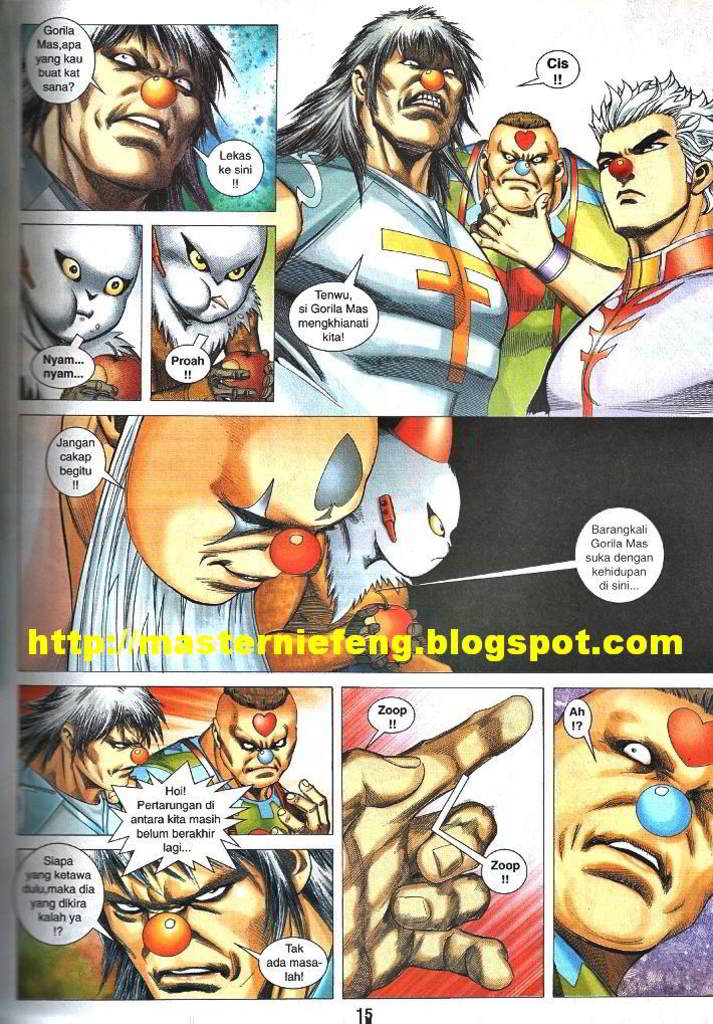 Gorila
Mas,apa
yang kau
buat kat
sana?
Lekas
ke sini
!!
Cis
!!
Tenwu,
si Gorila Mas
mengkhianati
kita!
Nyam...
nyam...
Proah
!!
Jangan
cakap
begitu
!!
Barangkali
Gorila Mas
suka dengan
kehidupan
di sini...
http://masterniefeng.blogspot.com
Hoi!
Pertarungan di
antara kita masih
belum berakhir
lagi...
Siapa
yang ketawa
dulu,maka dia
yang dikira
kalah ya
!?
Tak
ada masa-
lah!
Zoop
!!
Zoop
!!
Ah
!?
15